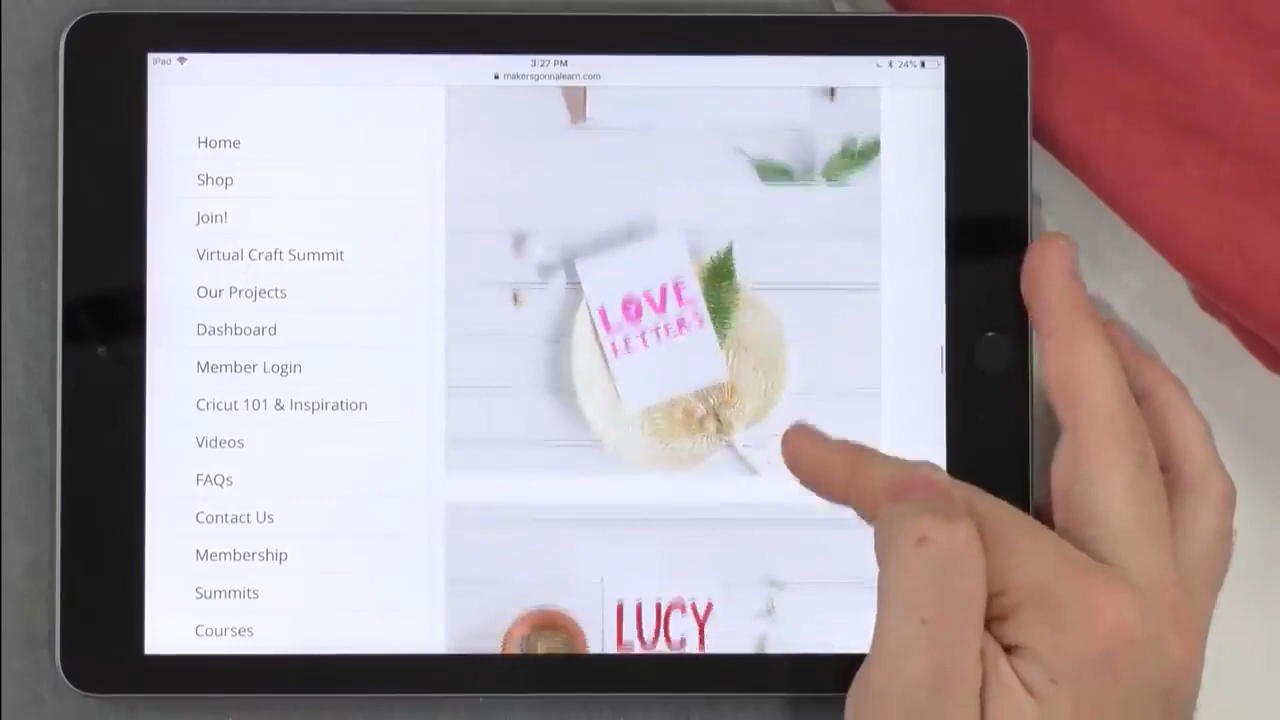 iPad
3:27 PM
24%
makersgonnalearn.com
Home
Shop
Join!
Virtual Craft Summit
Our Projects
Dashboard
Member Login
Cricut 101 & Inspiration
Videos
FAQs
Contact Us
Membership
Summits
Courses
LOVE
LETTERS
LUCY